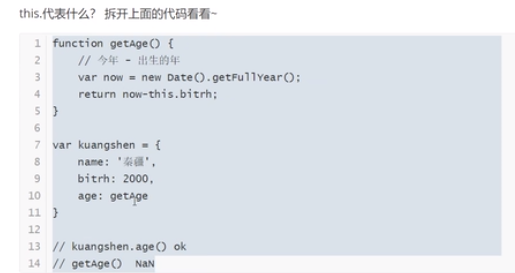 this.代表什么? 拆开上面的代码看看~
1 function getAge() {
2 // 今年 - 出生的年
3 var now = new Date().getFullYear();
4 return now-this.bitrh;
5 }
6
7 var kuangshen = {
8 name: '秦疆',
9 bitrh: 2000,
10 age: getAge
11 }
12
13 // kuangshen.age() ok
14 // getAge() NaN